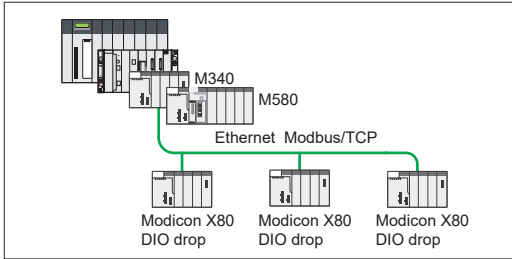 M340
M580
Ethernet Modbus/TCP
Modicon X80 Modicon X80 Modicon X80
DIO drop DIO drop DIO drop